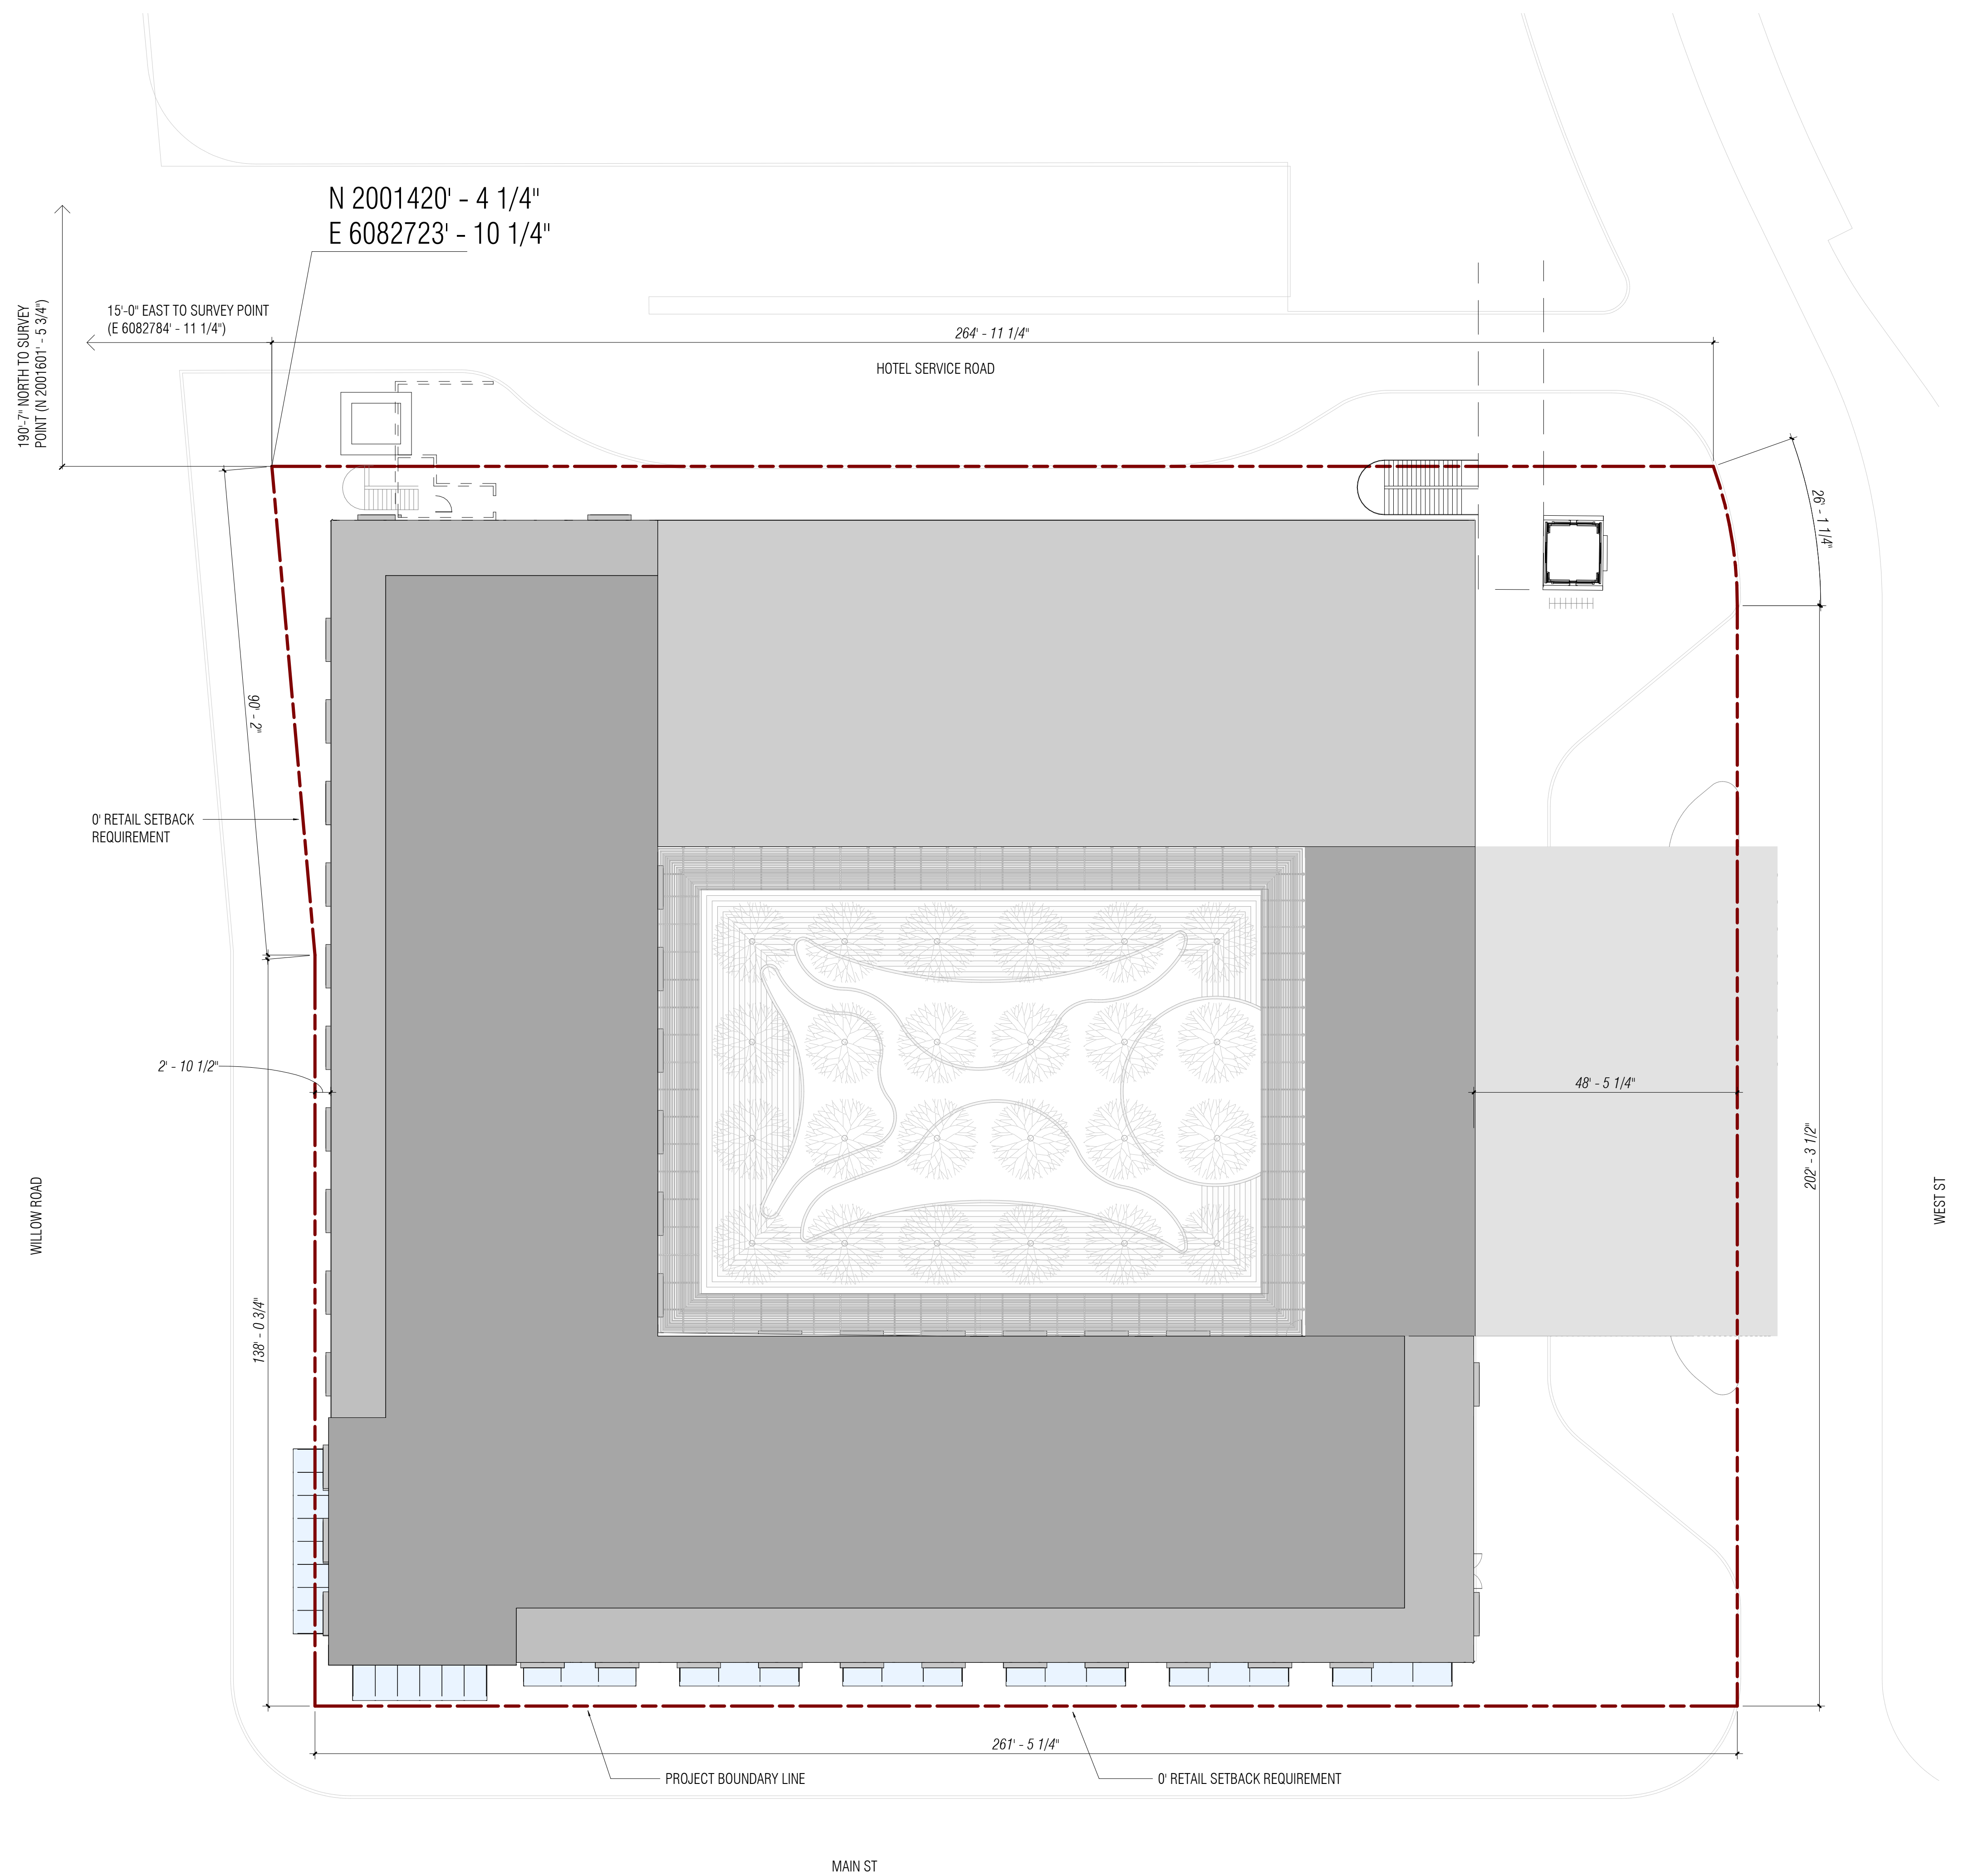 N 2001420' - 4 1/4"
E 6082723' - 10 1/4"
15'-0" EAST TO SURVEY POINT
(E 6082784' - 11 1/4")
190'-7" NORTH TO SURVEY
POINT (N 2001601' - 5 3/4")
264' - 11 1/4"
HOTEL SERVICE ROAD
26' - 1 1/4"
90' - 2"
0' RETAIL SETBACK
REQUIREMENT
2' - 10 1/2"
48' - 5 1/4"
202' - 3 1/2"
WILLOW ROAD
WEST ST
138' - 0 3/4"
261' - 5 1/4"
PROJECT BOUNDARY LINE
0' RETAIL SETBACK REQUIREMENT
MAIN ST